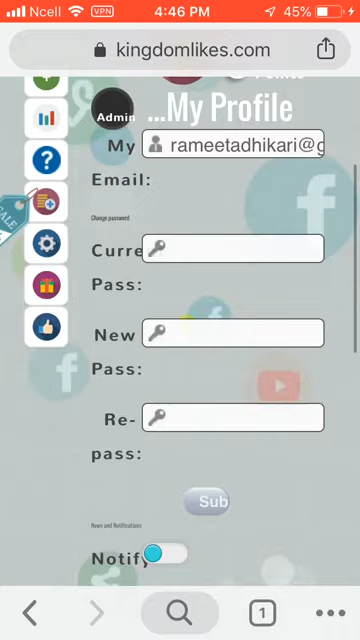 Ncell VPN 4:46 PM 45%
kingdomlikes.com
...My Profile
Admin
My rameetadhikari@g
Email:
Change password
Curre
Pass:
New
Pass:
Re-
pass:
Sub
News and Notifications
Notify
1